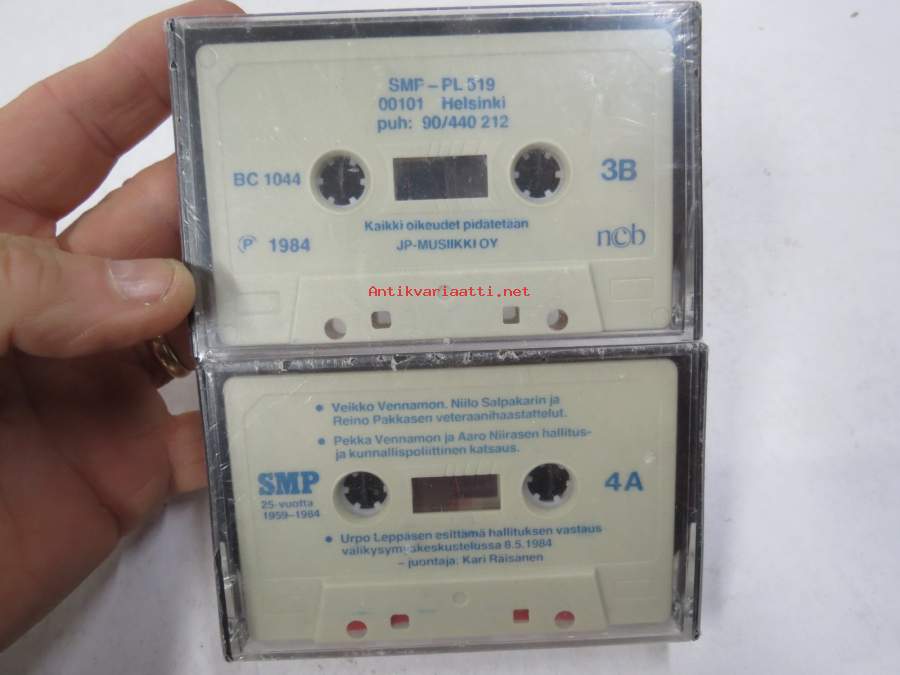 SMP – PL 519
00101 Helsinki
puh: 90/440 212
BC 1044
3B
Kaikki oikeudet pidätetään
℗ 1984
JP-MUSIIKKI OY
ncb
Antikvariaatti.net
● Veikko Vennamon, Niilo Salpakarin ja
Reino Pakkasen veteraanihaastattelut.
● Pekka Vennamon ja Aaro Niirasen hallitus-
ja kunnallispoliittinen katsaus.
SMP
25-vuotta
1959–1984
4A
● Urpo Leppäsen esittämä hallituksen vastaus
välikysymyskeskustelussa 8.5.1984
– juontaja: Kari Räisänen